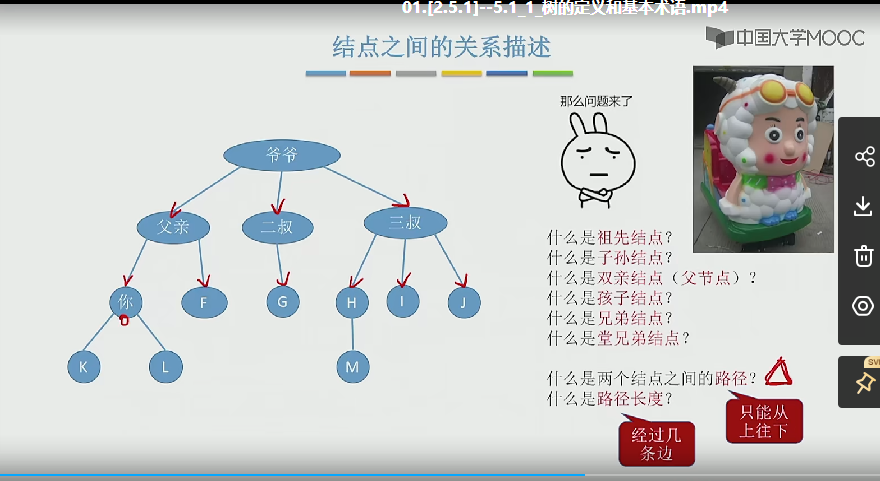 01.[2.5.1]--5.1_1_树的定义和基本术语.mp4
中国大学MOOC
结点之间的关系描述
那么问题来了
爷爷
父亲
二叔
三叔
你
F
G
H
I
J
K
L
M
什么是祖先结点?
什么是子孙结点?
什么是双亲结点（父节点）?
什么是孩子结点?
什么是兄弟结点?
什么是堂兄弟结点?
什么是两个结点之间的路径?
什么是路径长度?
只能从
上往下
经过几
条边